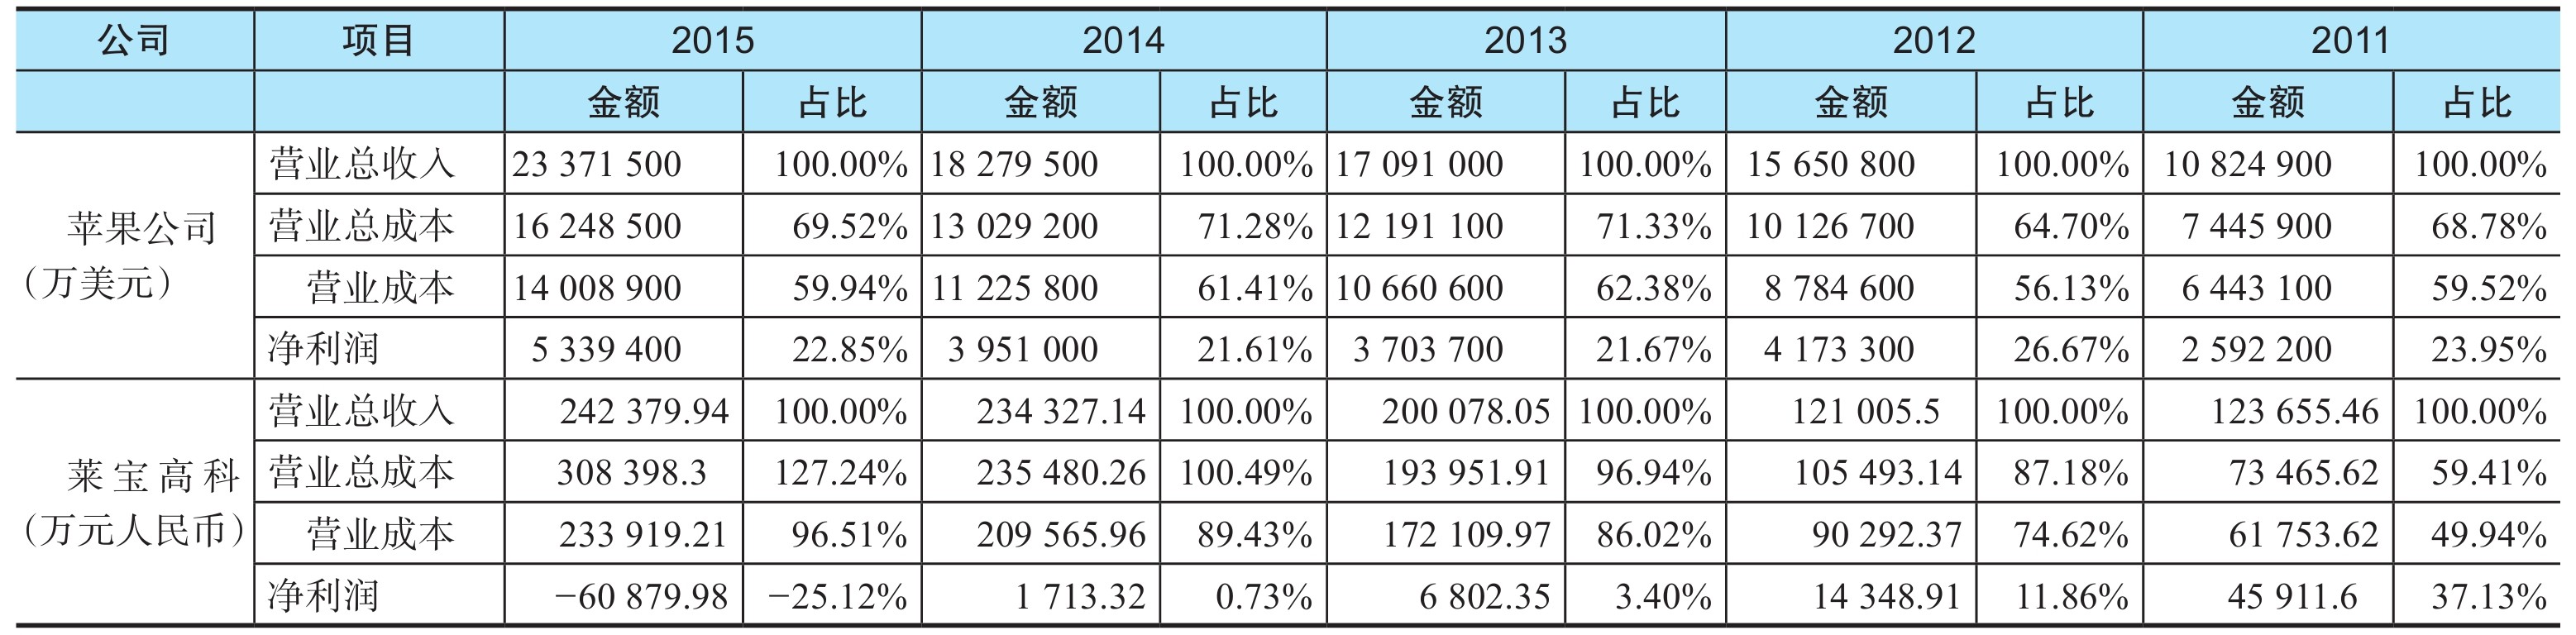 公司 项目 2015 2014 2013 2012 2011
金额 占比 金额 占比 金额 占比 金额 占比 金额 占比
苹果公司（万美元）
营业总收入 23 371 500 100.00% 18 279 500 100.00% 17 091 000 100.00% 15 650 800 100.00% 10 824 900 100.00%
营业总成本 16 248 500 69.52% 13 029 200 71.28% 12 191 100 71.33% 10 126 700 64.70% 7 445 900 68.78%
营业成本 14 008 900 59.94% 11 225 800 61.41% 10 660 600 62.38% 8 784 600 56.13% 6 443 100 59.52%
净利润 5 339 400 22.85% 3 951 000 21.61% 3 703 700 21.67% 4 173 300 26.67% 2 592 200 23.95%
莱宝高科（万元人民币）
营业总收入 242 379.94 100.00% 234 327.14 100.00% 200 078.05 100.00% 121 005.5 100.00% 123 655.46 100.00%
营业总成本 308 398.3 127.24% 235 480.26 100.49% 193 951.91 96.94% 105 493.14 87.18% 73 465.62 59.41%
营业成本 233 919.21 96.51% 209 565.96 89.43% 172 109.97 86.02% 90 292.37 74.62% 61 753.62 49.94%
净利润 −60 879.98 −25.12% 1 713.32 0.73% 6 802.35 3.40% 14 348.91 11.86% 45 911.6 37.13%